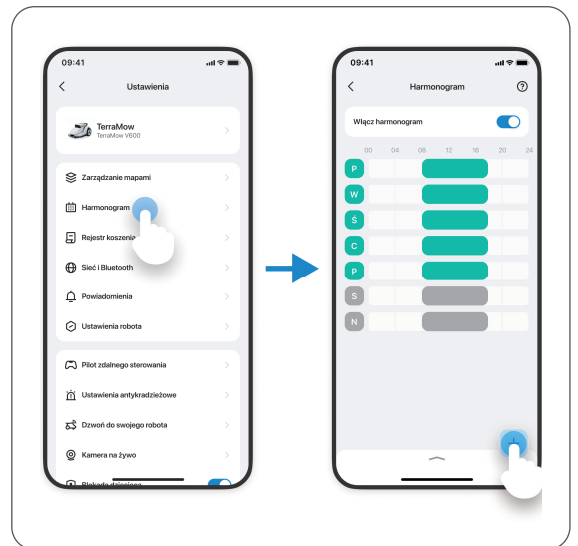 09:41
Ustawienia
TerraMow
TerraMow V600
Zarządzanie mapami
Harmonogram
Rejestr koszenia
Sieć i Bluetooth
Powiadomienia
Ustawienia robota
Pilot zdalnego sterowania
Ustawienia antykradzieżowe
Dzwoń do swojego robota
Kamera na żywo
Blokada dziecięca
09:41
Harmonogram
Włącz harmonogram
00 04 08 12 16 20 24
P
W
Ś
C
P
S
N